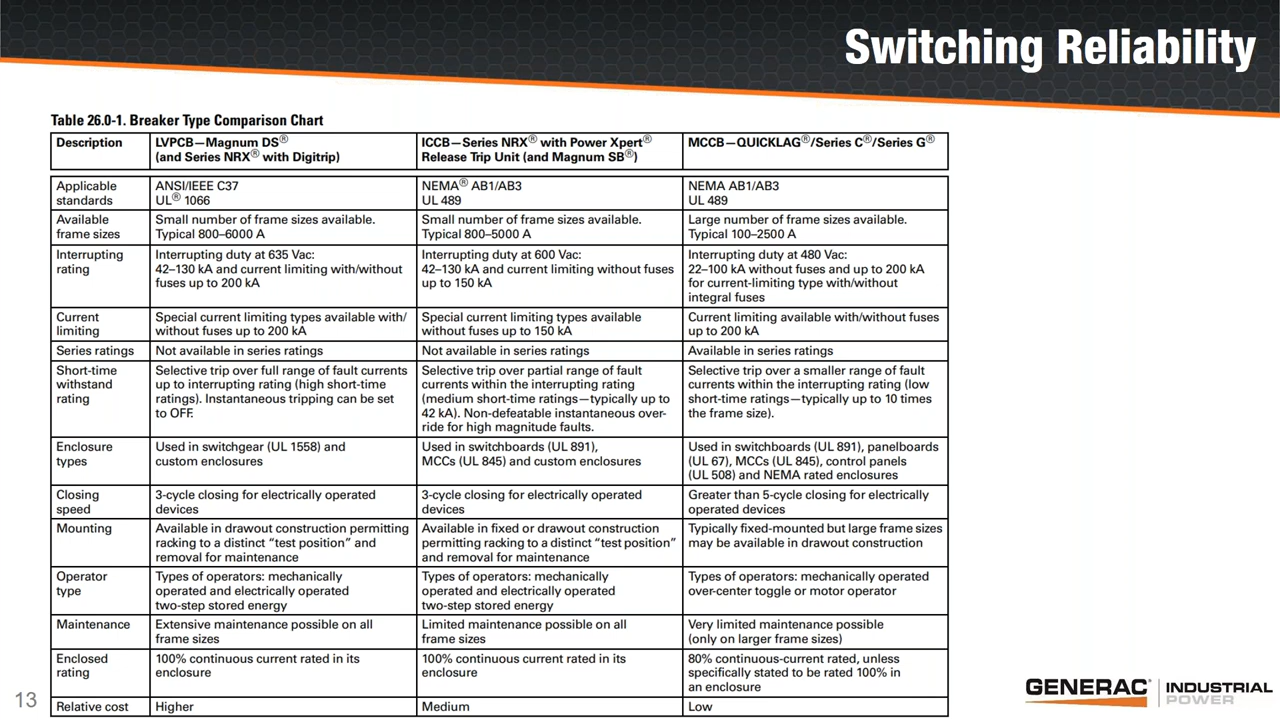 Switching Reliability
Table 26.0-1. Breaker Type Comparison Chart
Description
LVPCB—Magnum DS®
(and Series NRX® with Digitrip)
ICCB—Series NRX® with Power Xpert®
Release Trip Unit (and Magnum SB®)
MCCB—QUICKLAG®/Series C®/Series G®
Applicable
standards
ANSI/IEEE C37
UL® 1066
NEMA® AB1/AB3
UL 489
NEMA AB1/AB3
UL 489
Available
frame sizes
Small number of frame sizes available.
Typical 800–6000 A
Small number of frame sizes available.
Typical 800–5000 A
Large number of frame sizes available.
Typical 100–2500 A
Interrupting
rating
Interrupting duty at 635 Vac:
42–130 kA and current limiting with/without
fuses up to 200 kA
Interrupting duty at 600 Vac:
42–130 kA and current limiting without fuses
up to 150 kA
Interrupting duty at 480 Vac:
22–100 kA without fuses and up to 200 kA
for current-limiting type with/without
integral fuses
Current
limiting
Special current limiting types available with/
without fuses up to 200 kA
Special current limiting types available
without fuses up to 150 kA
Current limiting available with/without fuses
up to 200 kA
Series ratings
Not available in series ratings
Not available in series ratings
Available in series ratings
Short-time
withstand
rating
Selective trip over full range of fault currents
up to interrupting rating (high short-time
ratings). Instantaneous tripping can be set
to OFF.
Selective trip over partial range of fault
currents within the interrupting rating
(medium short-time ratings—typically up to
42 kA). Non-defeatable instantaneous over-
ride for high magnitude faults.
Selective trip over a smaller range of fault
currents within the interrupting rating (low
short-time ratings—typically up to 10 times
the frame size).
Enclosure
types
Used in switchgear (UL 1558) and
custom enclosures
Used in switchboards (UL 891),
MCCs (UL 845) and custom enclosures
Used in switchboards (UL 891), panelboards
(UL 67), MCCs (UL 845), control panels
(UL 508) and NEMA rated enclosures
Closing
speed
3-cycle closing for electrically operated
devices
3-cycle closing for electrically operated
devices
Greater than 5-cycle closing for electrically
operated devices
Mounting
Available in drawout construction permitting
racking to a distinct “test position” and
removal for maintenance
Available in fixed or drawout construction
permitting racking to a distinct “test position”
and removal for maintenance
Typically fixed-mounted but large frame sizes
may be available in drawout construction
Operator
type
Types of operators: mechanically
operated and electrically operated
two-step stored energy
Types of operators: mechanically
operated and electrically operated
two-step stored energy
Types of operators: mechanically operated
over-center toggle or motor operator
Maintenance
Extensive maintenance possible on all
frame sizes
Limited maintenance possible on all
frame sizes
Very limited maintenance possible
(only on larger frame sizes)
Enclosed
rating
100% continuous current rated in its
enclosure
100% continuous current rated in its
enclosure
80% continuous-current rated, unless
specifically stated to be rated 100% in
an enclosure
Relative cost
Higher
Medium
Low
13
GENERAC
INDUSTRIAL
POWER